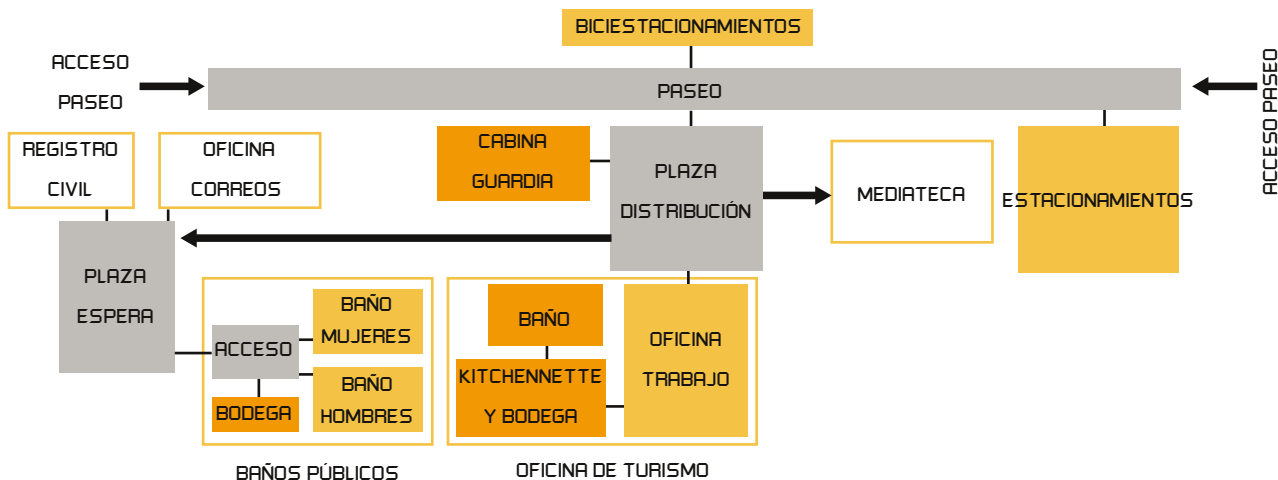 BICIESTACIONAMIENTOS
ACCESO
PASEO
PASEO
ACCESO PASEO
REGISTRO
CIVIL
OFICINA
CORREOS
CABINA
GUARDIA
PLAZA
DISTRIBUCIÓN
MEDIATECA
ESTACIONAMIENTOS
PLAZA
ESPERA
ACCESO
BAÑO
MUJERES
BAÑO
HOMBRES
BODEGA
BAÑO
KITCHENNETTE
Y BODEGA
OFICINA
TRABAJO
BAÑOS PÚBLICOS
OFICINA DE TURISMO